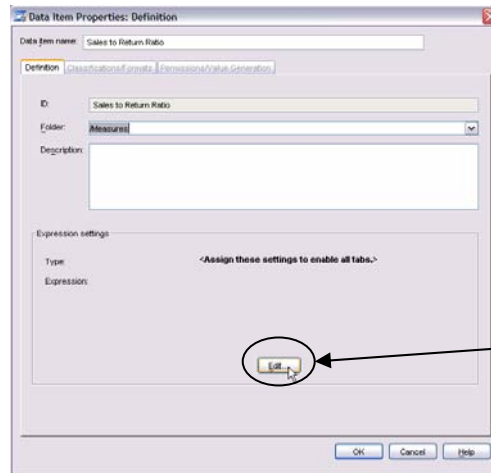 Data Item Properties: Definition
Data item name: Sales to Return Ratio
Definition Classifications/Formats Permissions/Value Generation
ID: Sales to Return Ratio
Folder: /Measures
Description:
Expression settings
Type: <Assign these settings to enable all tabs.>
Expression:
Edit...
OK Cancel Help